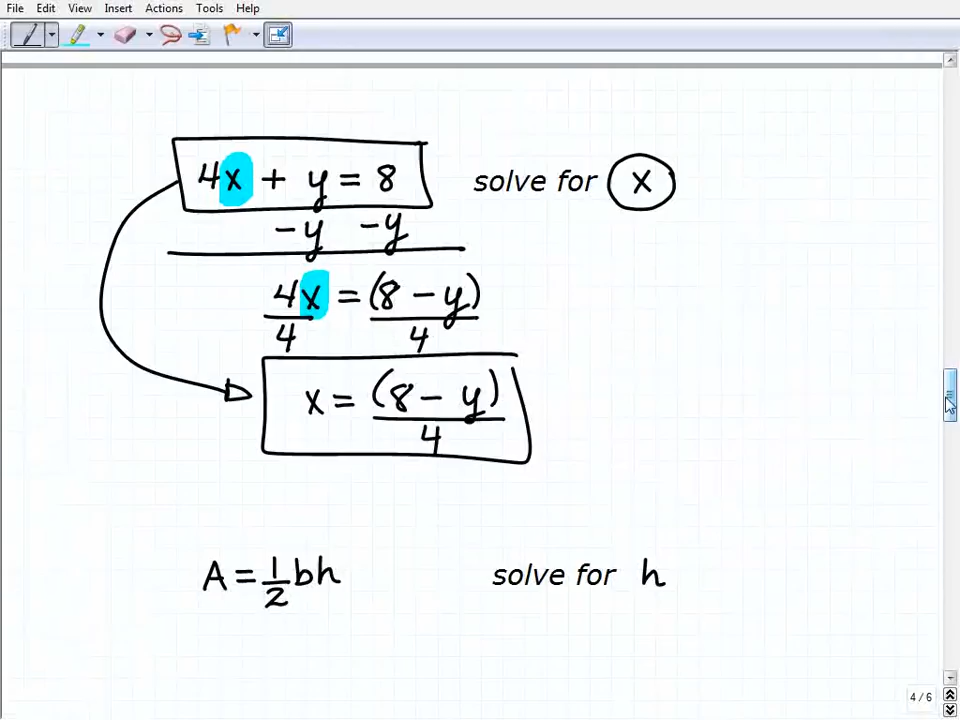 File Edit View Insert Actions Tools Help
4x + y = 8 solve for x
-y -y
4x = (8 - y)
4 4
x = (8 - y)
4
A = 1/2 bh solve for h
4 / 6